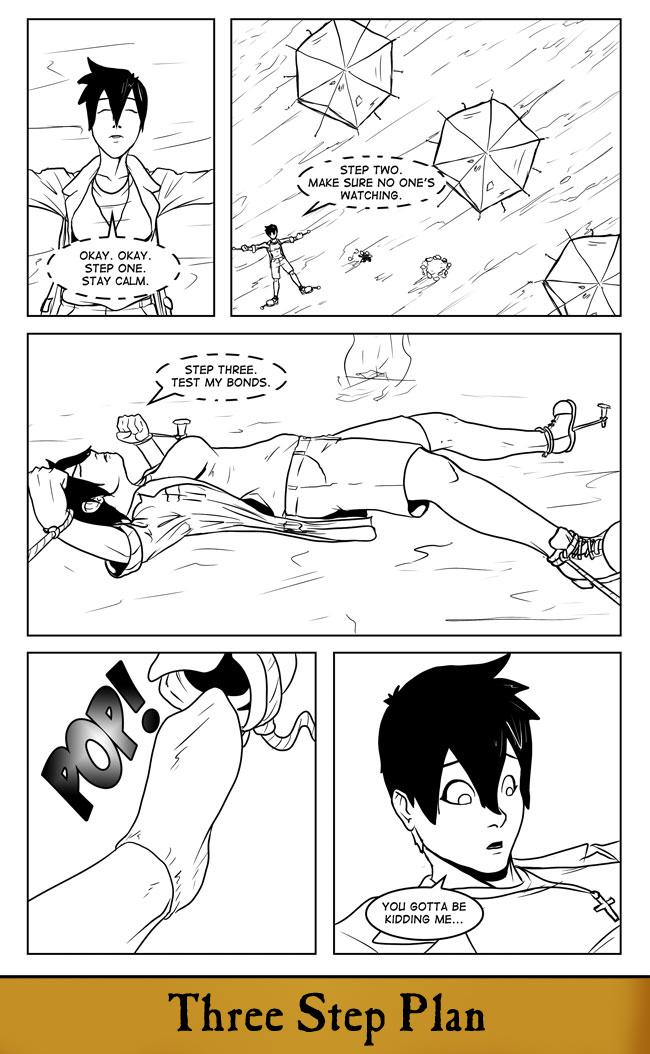 OKAY. OKAY.
STEP ONE.
STAY CALM.
STEP TWO.
MAKE SURE NO ONE'S
WATCHING.
STEP THREE.
TEST MY BONDS.
POP!
YOU GOTTA BE
KIDDING ME...
Three Step Plan